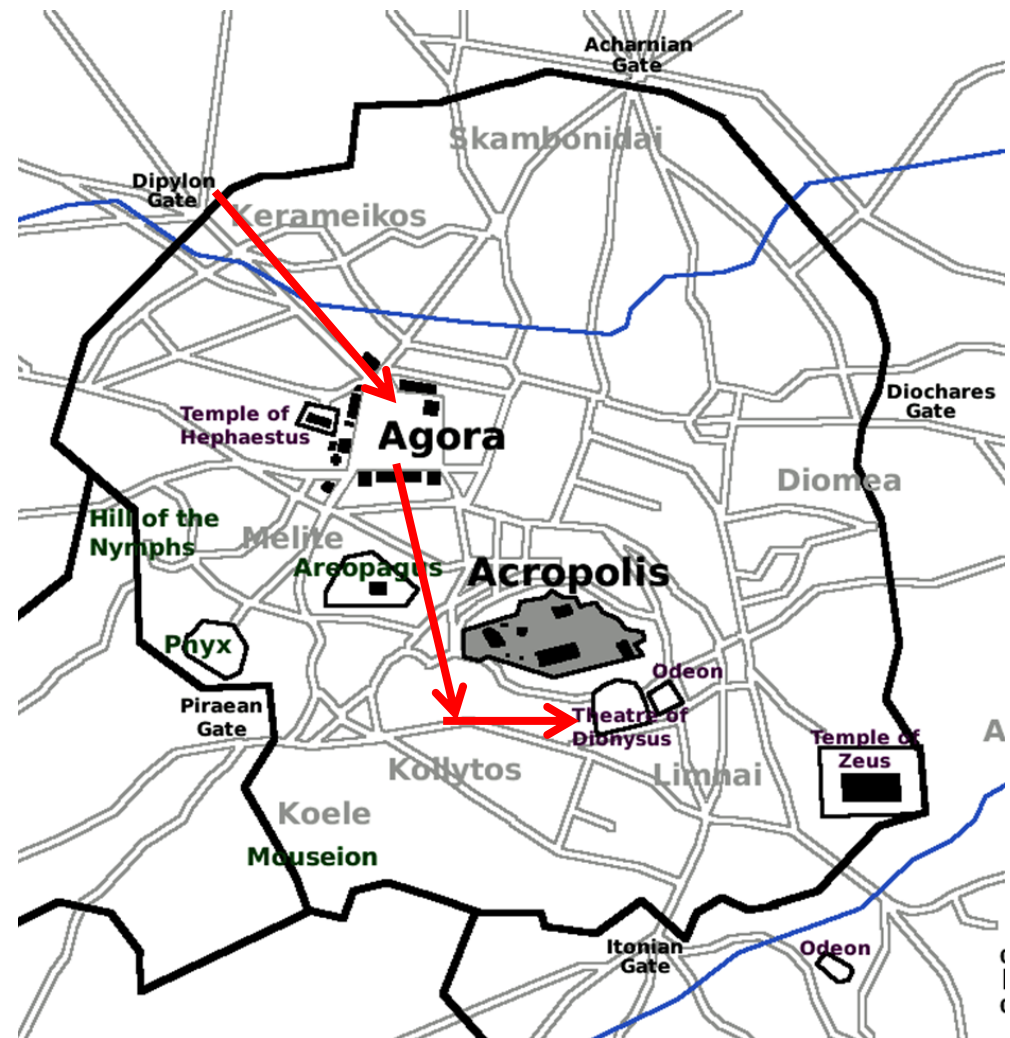 Acharnian
Gate
Skambonidai
Dipylon
Gate
Kerameikos
Diochares
Gate
Temple of
Hephaestus
Agora
Diomea
Hill of the
Nymphs
Melite
Areopagus
Acropolis
Phyx
Odeon
Piraean
Gate
Theatre of
Dionysus
Temple of
Zeus
A
Kollytos
Limnai
Koele
Mouseion
Itonian
Gate
Odeon